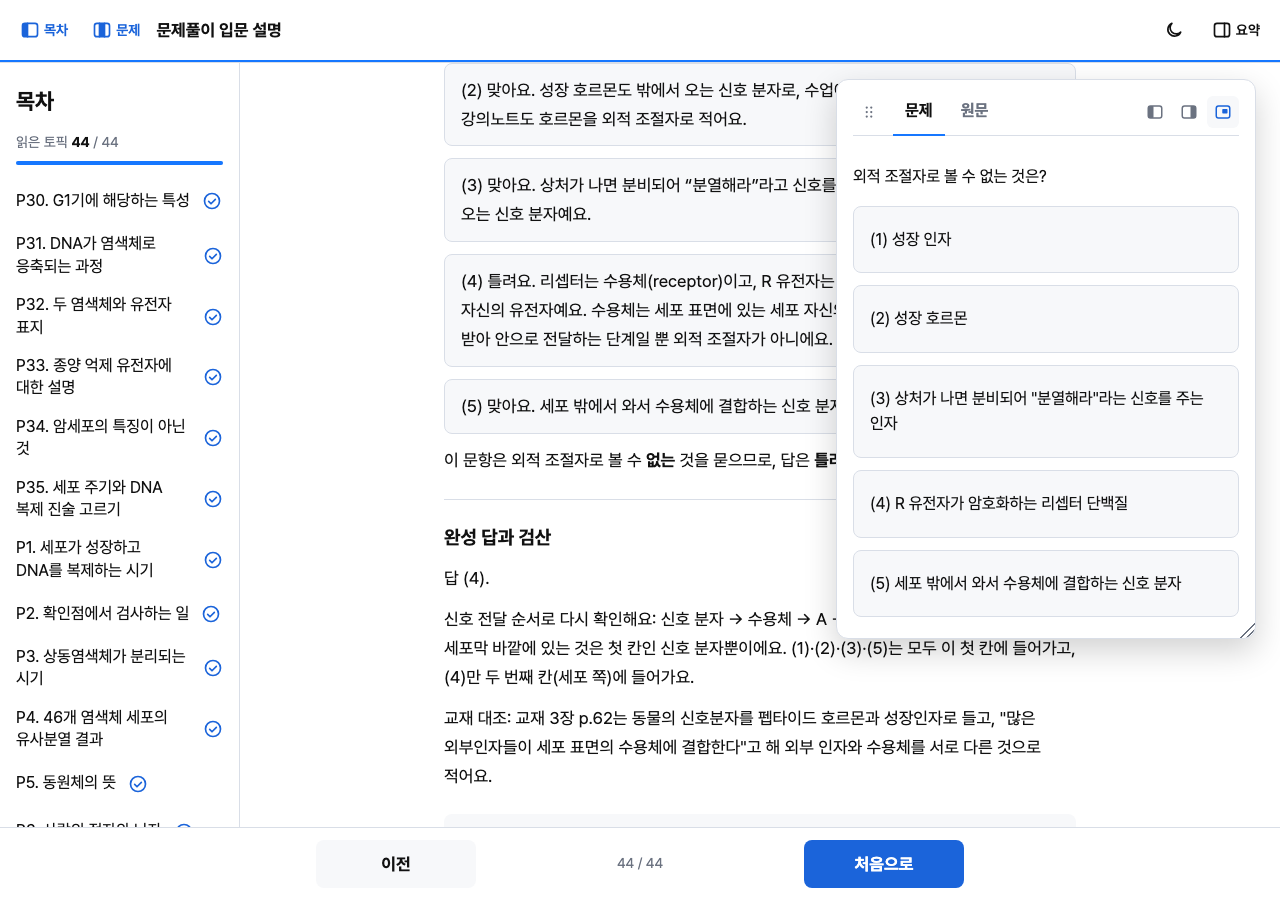 목차
문제
문제풀이 입문 설명
요약
목차
읽은 토픽 44 / 44
P30. G1기에 해당하는 특성
P31. DNA가 염색체로
응축되는 과정
P32. 두 염색체와 유전자
표지
P33. 종양 억제 유전자에
대한 설명
P34. 암세포의 특징이 아닌
것
P35. 세포 주기와 DNA
복제 진술 고르기
P1. 세포가 성장하고
DNA를 복제하는 시기
P2. 확인점에서 검사하는 일
P3. 상동염색체가 분리되는
시기
P4. 46개 염색체 세포의
유사분열 결과
P5. 동원체의 뜻
(2) 맞아요. 성장 호르몬도 밖에서 오는 신호 분자로, 수업
강의노트도 호르몬을 외적 조절자로 적어요.
(3) 맞아요. 상처가 나면 분비되어 “분열해라”라고 신호를
오는 신호 분자예요.
(4) 틀려요. 리셉터는 수용체(receptor)이고, R 유전자는
자신의 유전자예요. 수용체는 세포 표면에 있는 세포 자신
받아 안으로 전달하는 단계일 뿐 외적 조절자가 아니에요.
(5) 맞아요. 세포 밖에서 와서 수용체에 결합하는 신호 분
이 문항은 외적 조절자로 볼 수 없는 것을 묻으므로, 답은
완성 답과 검산
답 (4).
신호 전달 순서로 다시 확인해요: 신호 분자 → 수용체 → A
세포막 바깥에 있는 것은 첫 칸인 신호 분자뿐이에요. (1)·(2)·(3)·(5)는 모두 이 첫 칸에 들어가고,
(4)만 두 번째 칸(세포 쪽)에 들어가요.
교재 대조: 교재 3장 p.62는 동물의 신호분자를 펩타이드 호르몬과 성장인자로 들고, "많은
외부인자들이 세포 표면의 수용체에 결합한다"고 해 외부 인자와 수용체를 서로 다른 것으로
적어요.
문제
원문
외적 조절자로 볼 수 없는 것은?
(1) 성장 인자
(2) 성장 호르몬
(3) 상처가 나면 분비되어 "분열해라"라는 신호를 주는
인자
(4) R 유전자가 암호화하는 리셉터 단백질
(5) 세포 밖에서 와서 수용체에 결합하는 신호 분자
이전
44 / 44
처음으로